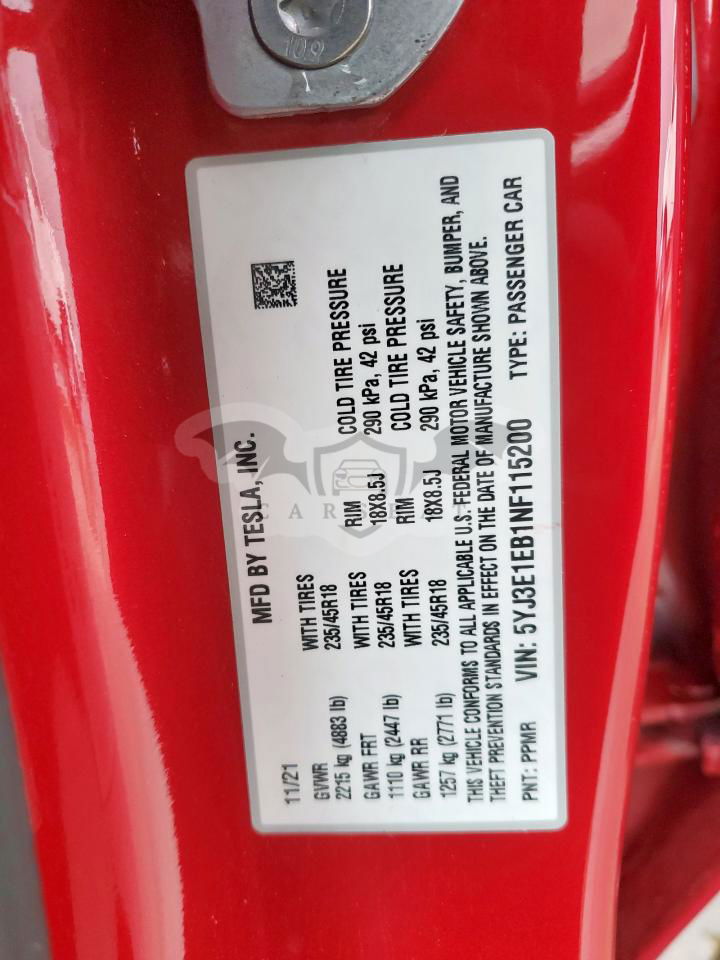 109
MFD BY TESLA, INC.
11/21
GVWR WITH TIRES RIM COLD TIRE PRESSURE
2215 kg (4883 lb) 235/45R18 18X8.5J 290 kPa, 42 psi
GAWR FRT WITH TIRES RIM COLD TIRE PRESSURE
1110 kg (2447 lb) 235/45R18 18X8.5J 290 kPa, 42 psi
GAWR RR WITH TIRES RIM COLD TIRE PRESSURE
1257 kg (2771 lb) 235/45R18 18X8.5J 290 kPa, 42 psi
THIS VEHICLE CONFORMS TO ALL APPLICABLE U.S. FEDERAL MOTOR VEHICLE SAFETY, BUMPER, AND
THEFT PREVENTION STANDARDS IN EFFECT ON THE DATE OF MANUFACTURE SHOWN ABOVE.
PNT: PPMR VIN: 5YJ3E1EB1NF115200 TYPE: PASSENGER CAR